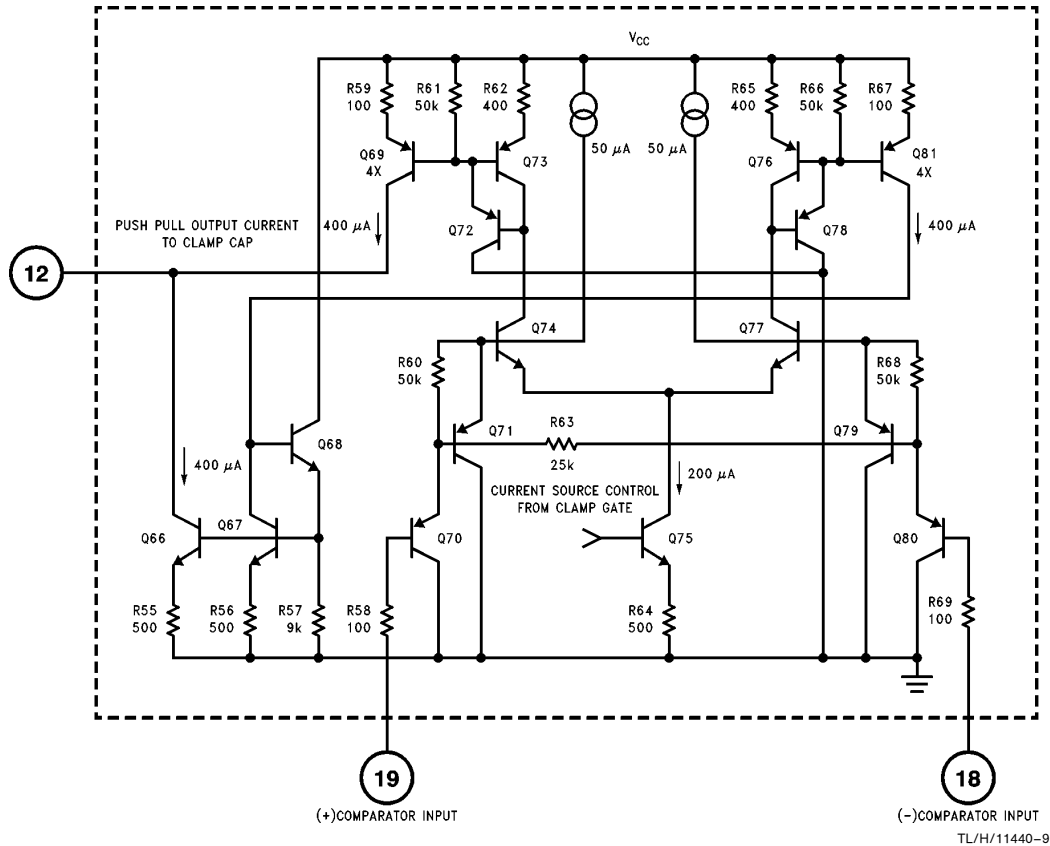 VCC
R59
100
R61
50k
R62
400
R65
400
R66
50k
R67
100
50 μA
50 μA
Q69
4X
Q73
Q76
Q81
4X
PUSH PULL OUTPUT CURRENT
TO CLAMP CAP
400 μA
Q72
Q78
400 μA
12
Q74
Q77
R60
50k
R68
50k
Q68
Q71
R63
25k
Q79
400 μA
CURRENT SOURCE CONTROL
FROM CLAMP GATE
200 μA
Q66
Q67
Q70
Q75
Q80
R55
500
R56
500
R57
9k
R58
100
R64
500
R69
100
19
18
(+)COMPARATOR INPUT
(-)COMPARATOR INPUT
TL/H/11440–9